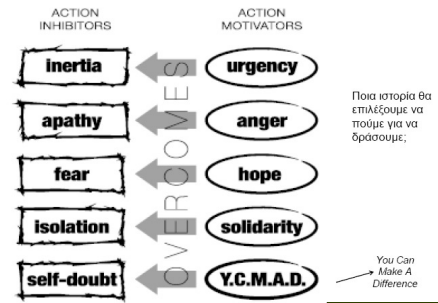 ACTION
INHIBITORS
ACTION
MOTIVATORS
inertia
urgency
apathy
anger
fear
hope
isolation
solidarity
self-doubt
Y.C.M.A.D.
OVERCOMES
Ποια ιστορία θα
επιλέξουμε να
πούμε για να
δράσουμε;
You Can
Make A
Difference